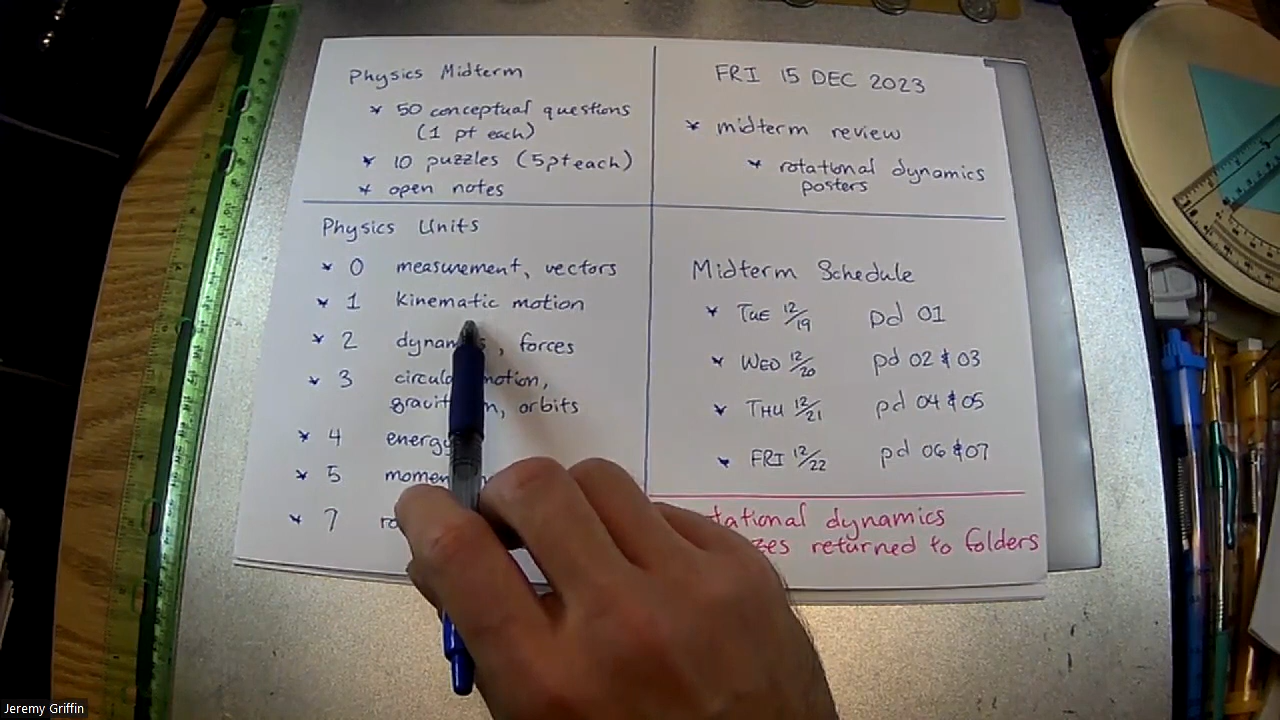 Physics Midterm
* 50 conceptual questions
(1 pt each)
* 10 puzzles (5pt each)
* open notes
FRI 15 DEC 2023
* midterm review
* rotational dynamics
posters
Physics Units
* 0 measurement, vectors
* 1 kinematic motion
* 2 , forces
* 3 motion,
orbits
* 4 energy
* 5
* 7
Midterm Schedule
* TUE 12/19 pd 01
* WED 12/20 pd 02 & 03
* THU 12/21 pd 04 & 05
* FRI 12/22 pd 06 & 07
dynamics
returned to folders
Jeremy Griffin